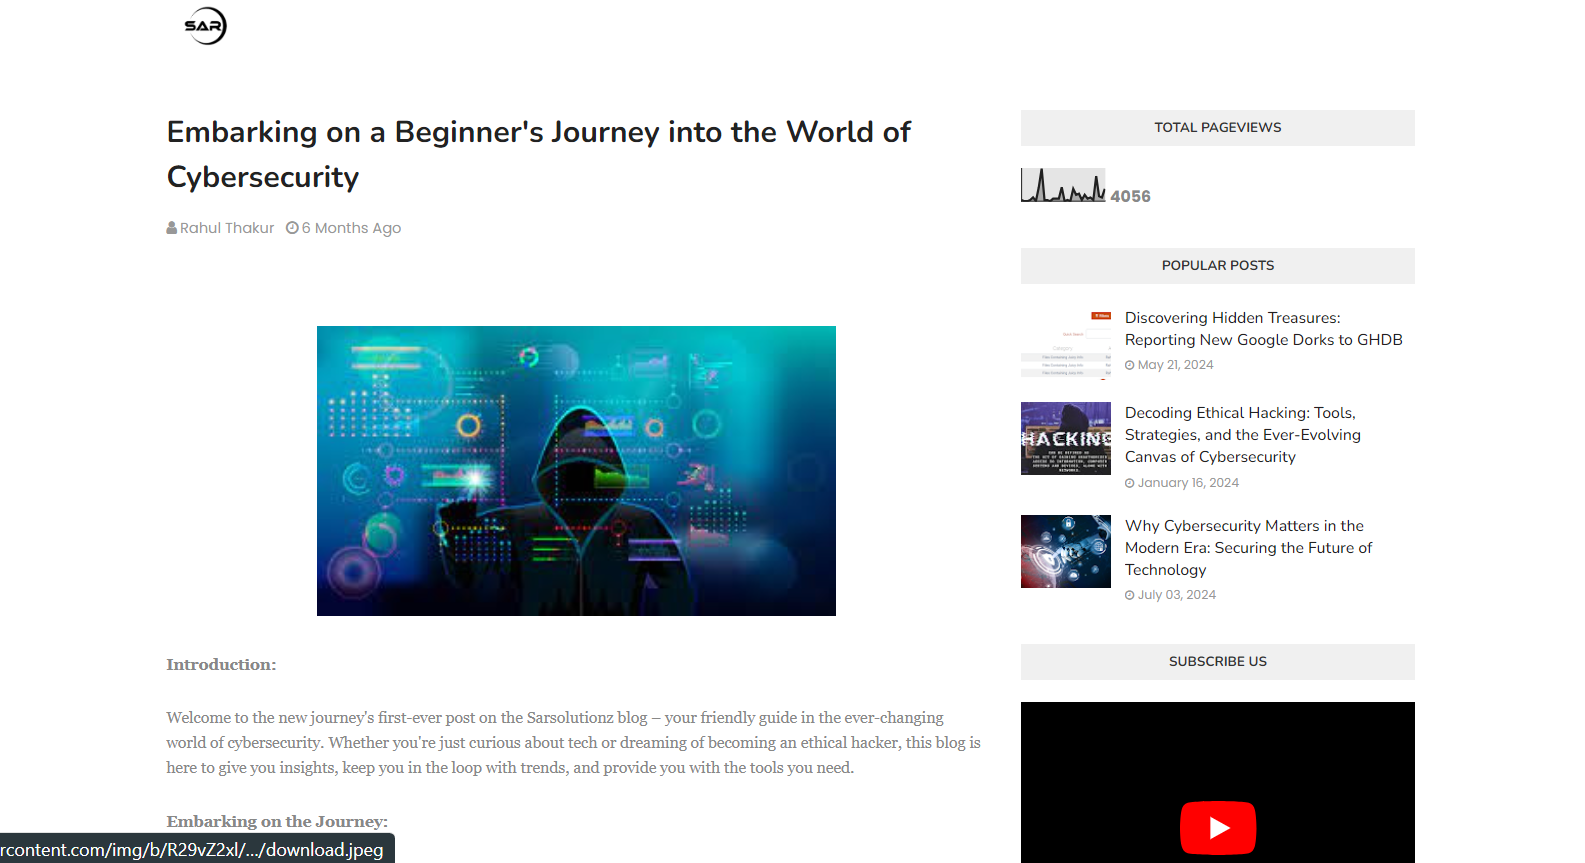 SAR
Embarking on a Beginner's Journey into the World of
Cybersecurity
Rahul Thakur 6 Months Ago
Introduction:
Welcome to the new journey's first-ever post on the Sarsolutionz blog – your friendly guide in the ever-changing
world of cybersecurity. Whether you're just curious about tech or dreaming of becoming an ethical hacker, this blog is
here to give you insights, keep you in the loop with trends, and provide you with the tools you need.
Embarking on the Journey:
rcontent.com/img/b/R29vZ2xl/.../download.jpeg
TOTAL PAGEVIEWS
4056
POPULAR POSTS
Discovering Hidden Treasures:
Reporting New Google Dorks to GHDB
May 21, 2024
HACKING
Decoding Ethical Hacking: Tools,
Strategies, and the Ever-Evolving
Canvas of Cybersecurity
January 16, 2024
Why Cybersecurity Matters in the
Modern Era: Securing the Future of
Technology
July 03, 2024
SUBSCRIBE US